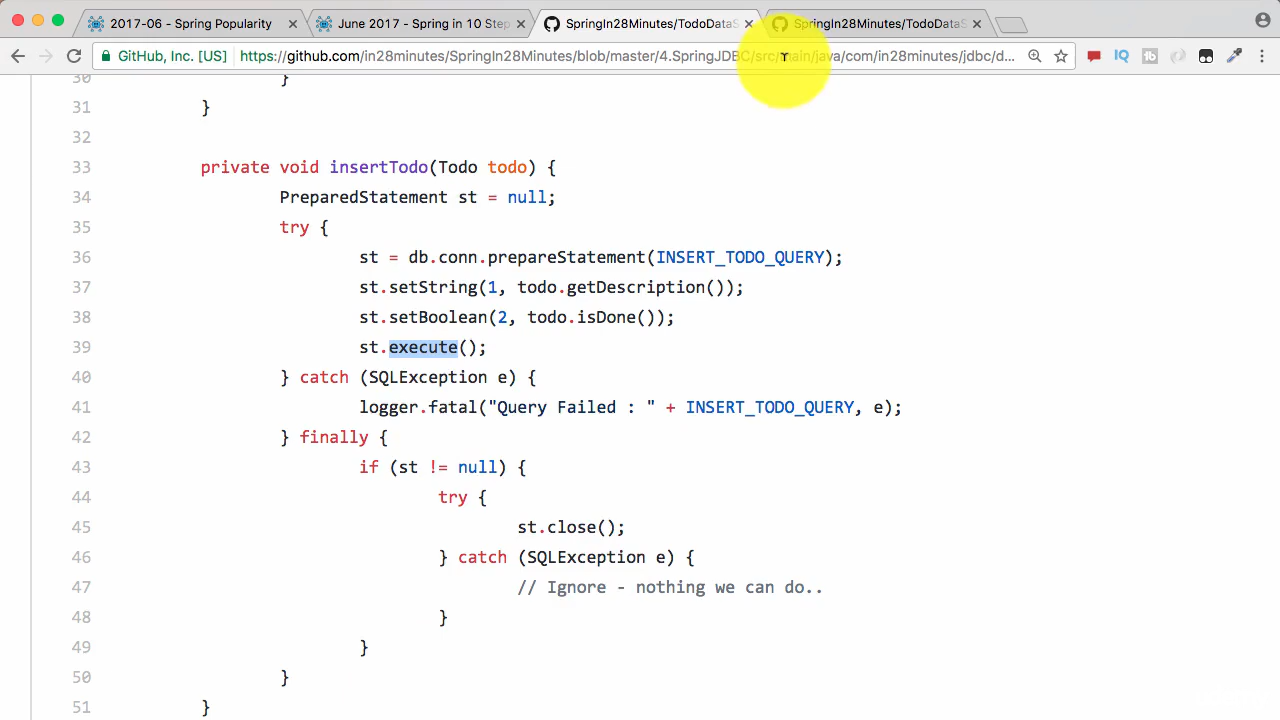 2017-06 - Spring Popularity
June 2017 - Spring in 10 Step
SpringIn28Minutes/TodoDataS
SpringIn28Minutes/TodoDataS
GitHub, Inc. [US]
https://github.com/in28minutes/SpringIn28Minutes/blob/master/4.SpringJDBC/src/main/java/com/in28minutes/jdbc/d...
30 }
31 }
32
33 private void insertTodo(Todo todo) {
34 PreparedStatement st = null;
35 try {
36 st = db.conn.prepareStatement(INSERT_TODO_QUERY);
37 st.setString(1, todo.getDescription());
38 st.setBoolean(2, todo.isDone());
39 st.execute();
40 } catch (SQLException e) {
41 logger.fatal("Query Failed : " + INSERT_TODO_QUERY, e);
42 } finally {
43 if (st != null) {
44 try {
45 st.close();
46 } catch (SQLException e) {
47 // Ignore - nothing we can do..
48 }
49 }
50 }
51 }